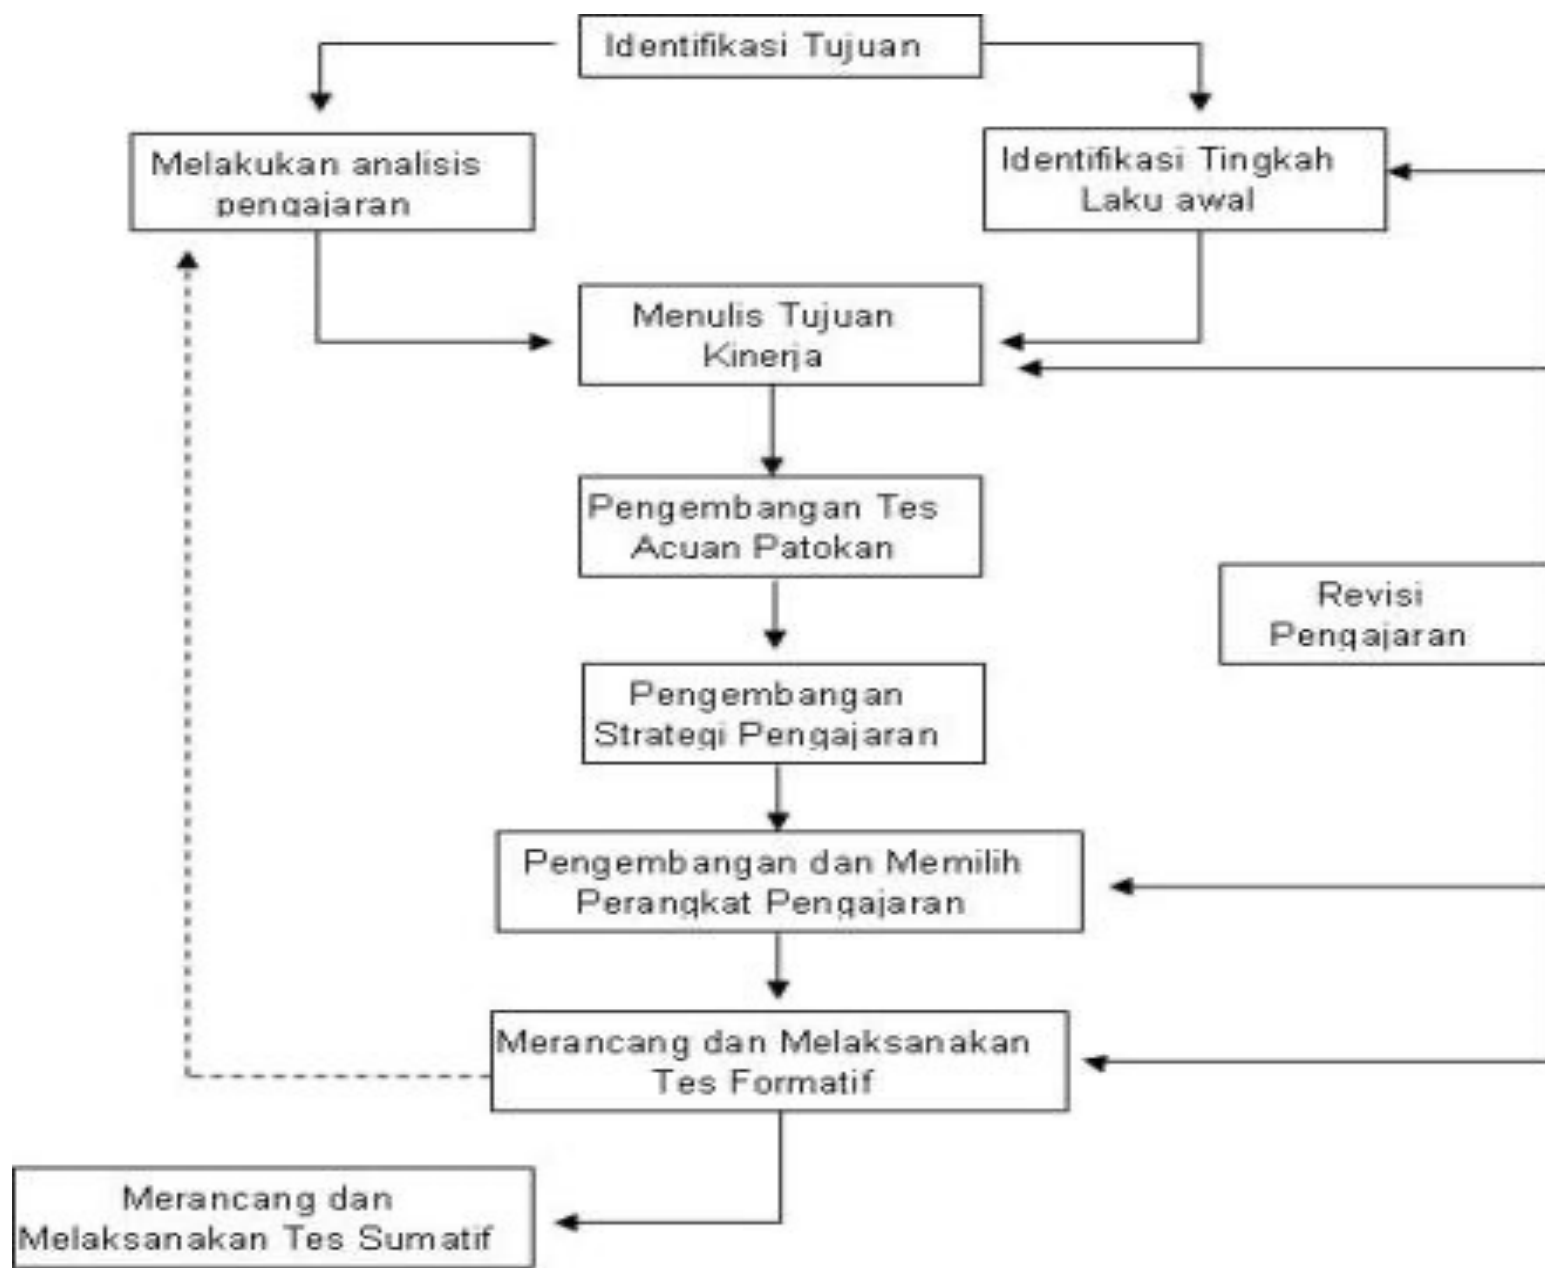 Identifikasi Tujuan
Melakukan analisis
pengajaran
Identifikasi Tingkah
Laku awal
Menulis Tujuan
Kinerja
Pengembangan Tes
Acuan Patokan
Revisi
Pengajaran
Pengembangan
Strategi Pengajaran
Pengembangan dan Memilih
Perangkat Pengajaran
Merancang dan Melaksanakan
Tes Formatif
Merancang dan
Melaksanakan Tes Sumatif